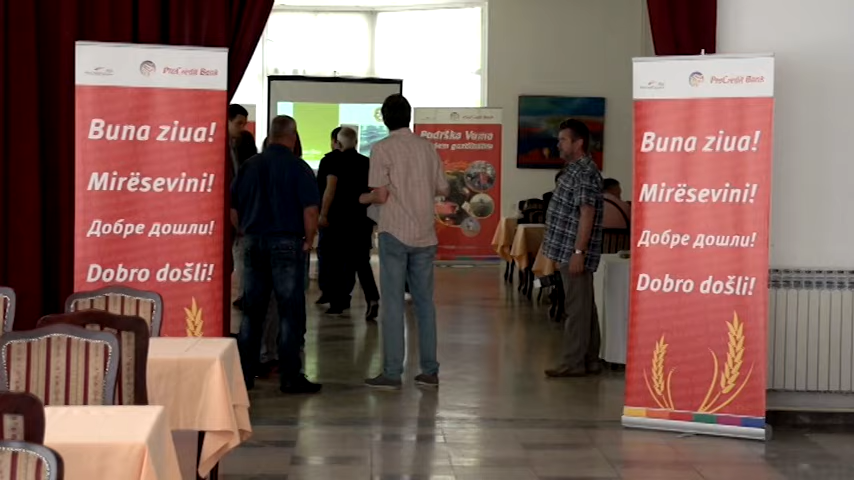 ProCredit Bank
Buna ziua!
Mirësevini!
Добре дошли!
Dobro došli!
Podrška Vama
ProCredit Bank
Buna ziua!
Mirësevini!
Добре дошли!
Dobro došli!